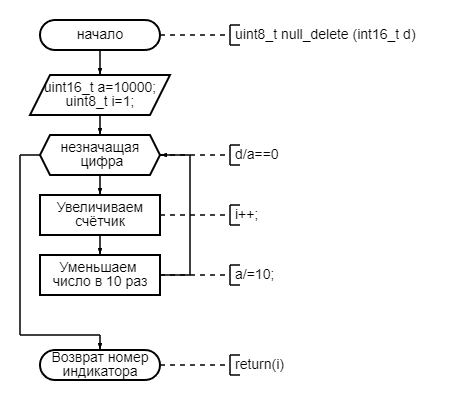 начало
uint8_t null_delete (int16_t d)
uint16_t a=10000;
uint8_t i=1;
незначащая
цифра
d/a==0
Увеличиваем
счётчик
i++;
Уменьшаем
число в 10 раз
a/=10;
Возврат номер
индикатора
return(i)